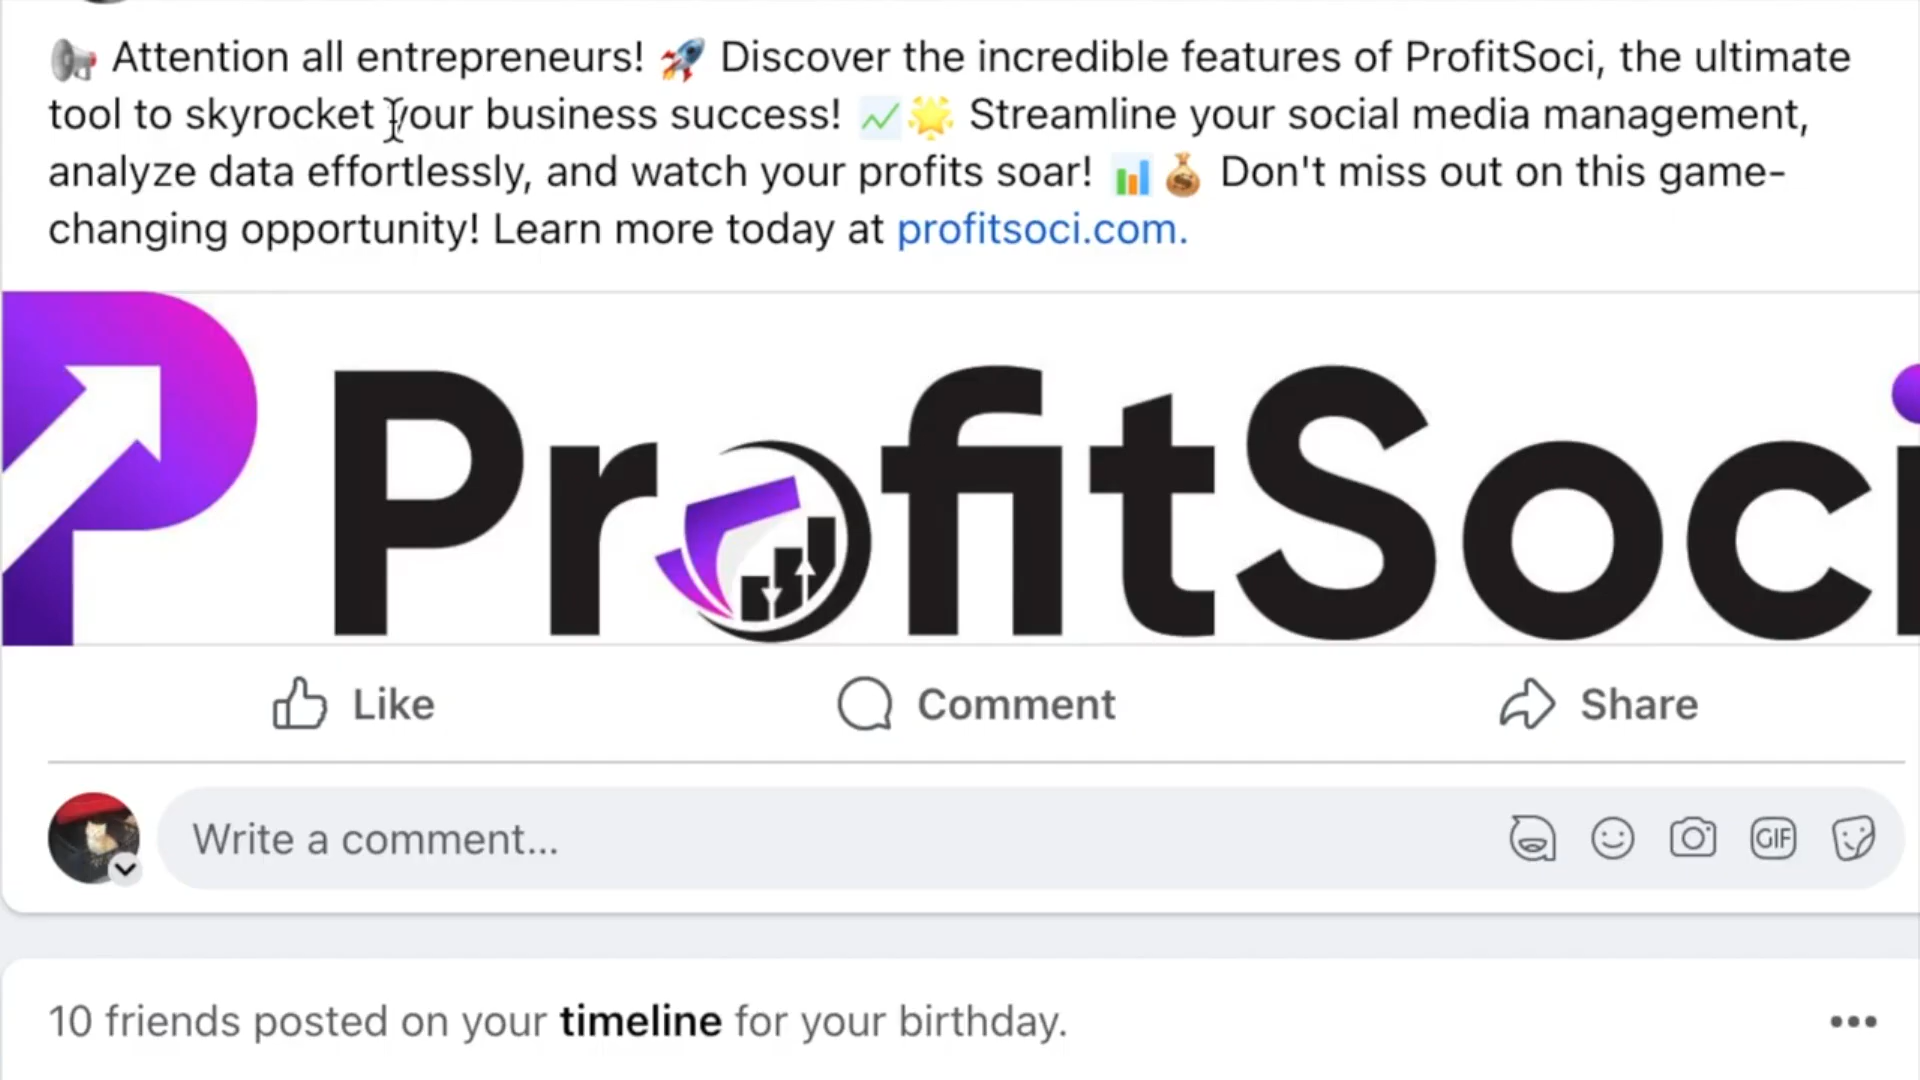 📢 Attention all entrepreneurs! 🚀 Discover the incredible features of ProfitSoci, the ultimate
tool to skyrocket your business success! 📈🌟 Streamline your social media management,
analyze data effortlessly, and watch your profits soar! 📊💰 Don't miss out on this game-
changing opportunity! Learn more today at profitsoci.com.
ProfitSoci
Like
Comment
Share
Write a comment...
GIF
10 friends posted on your timeline for your birthday.